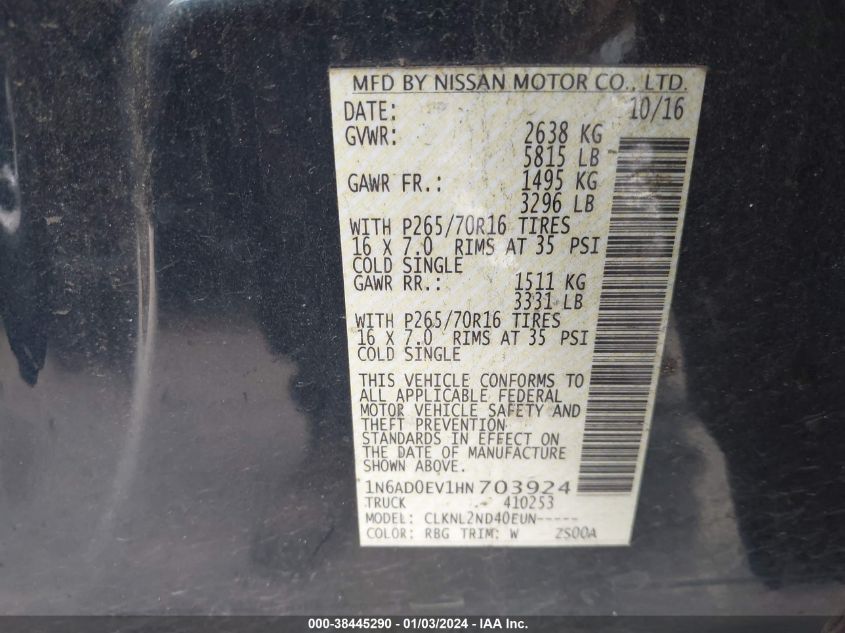 MFD BY NISSAN MOTOR CO., LTD.
DATE: 10/16
GVWR: 2638 KG
5815 LB
GAWR FR.: 1495 KG
3296 LB
WITH P265/70R16 TIRES
16 X 7.0 RIMS AT 35 PSI
COLD SINGLE
GAWR RR.: 1511 KG
3331 LB
WITH P265/70R16 TIRES
16 X 7.0 RIMS AT 35 PSI
COLD SINGLE
THIS VEHICLE CONFORMS TO
ALL APPLICABLE FEDERAL
MOTOR VEHICLE SAFETY AND
THEFT PREVENTION
STANDARDS IN EFFECT ON
THE DATE OF MANUFACTURE
SHOWN ABOVE.
1N6AD0EV1HN703924
TRUCK 410253
MODEL: CLKNL2ND40EUN-----
COLOR: RBG TRIM: W 2S00A
000-38445290 - 01/03/2024 - IAA Inc.